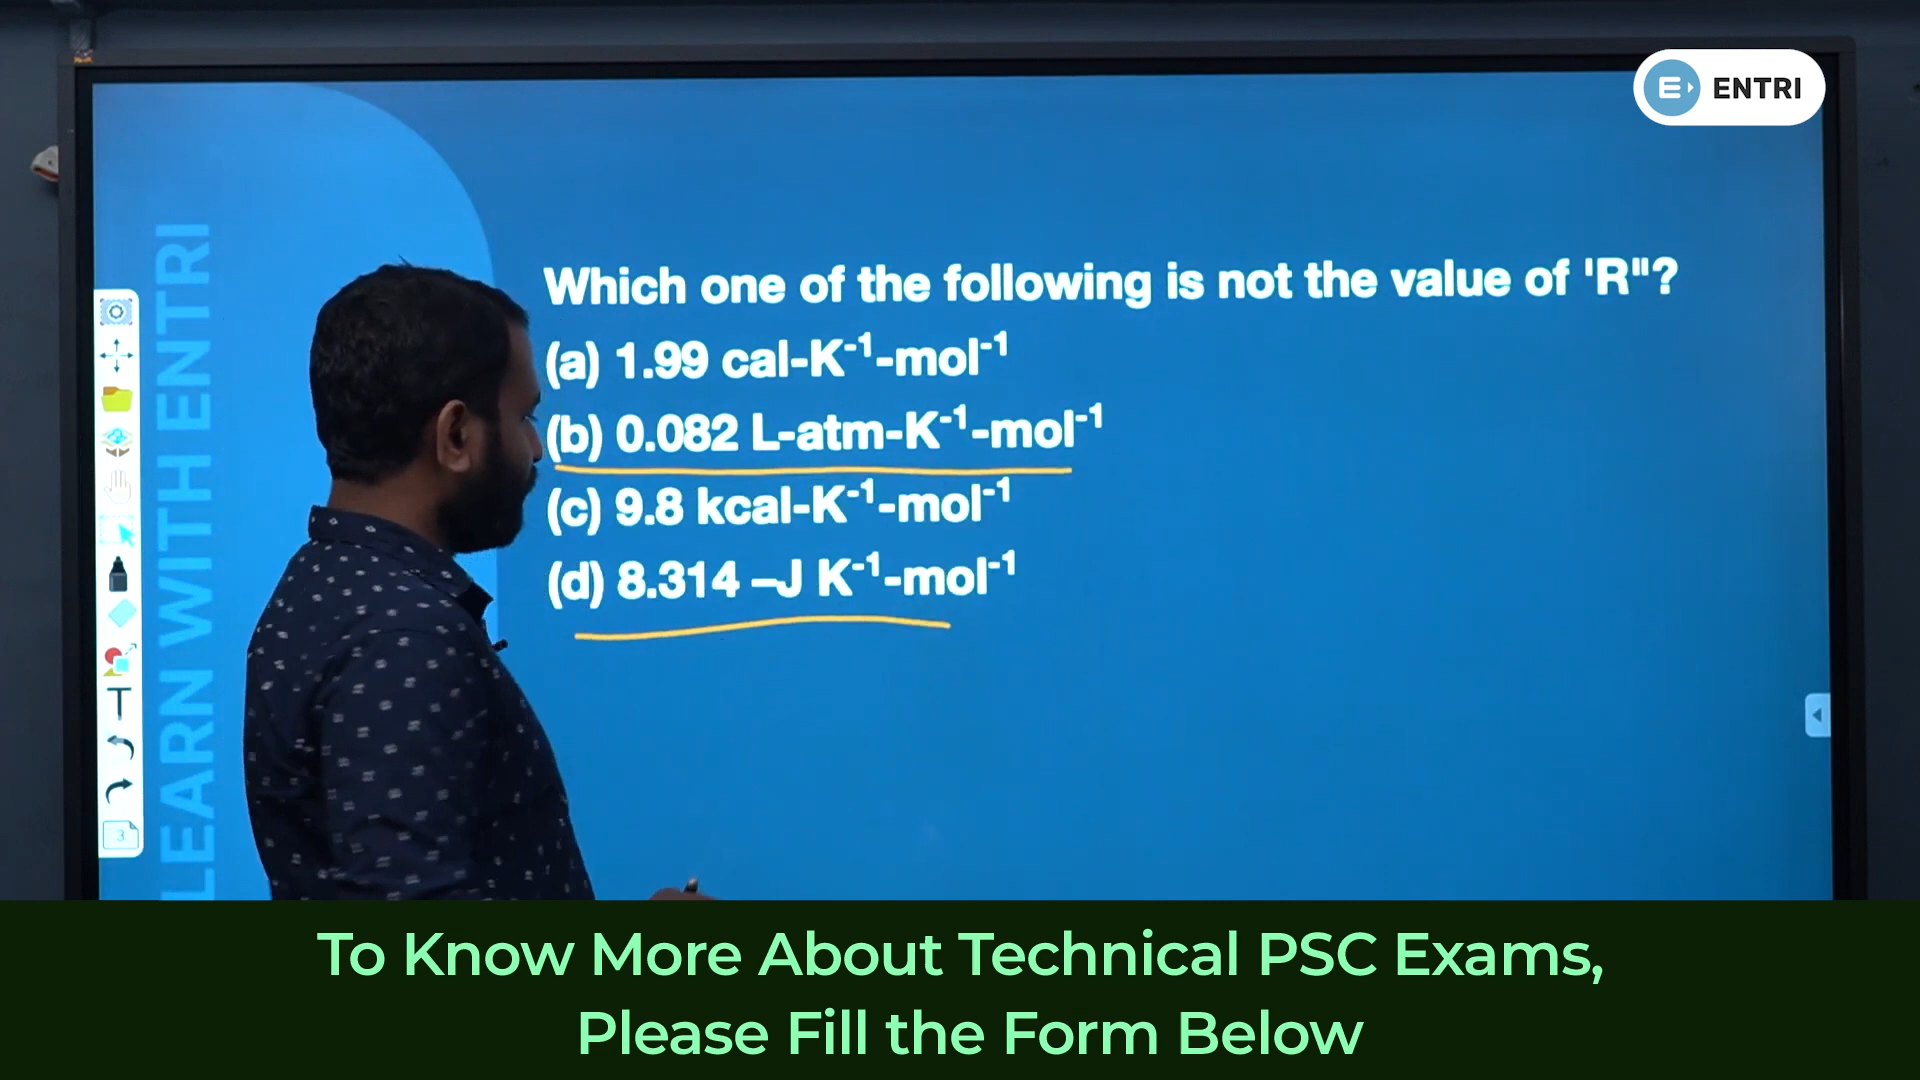 ENTRI
LEARN WITH ENTRI
Which one of the following is not the value of 'R"?
(a) 1.99 cal-K⁻¹-mol⁻¹
(b) 0.082 L-atm-K⁻¹-mol⁻¹
(c) 9.8 kcal-K⁻¹-mol⁻¹
(d) 8.314 –J K⁻¹-mol⁻¹
T
3
To Know More About Technical PSC Exams,
Please Fill the Form Below